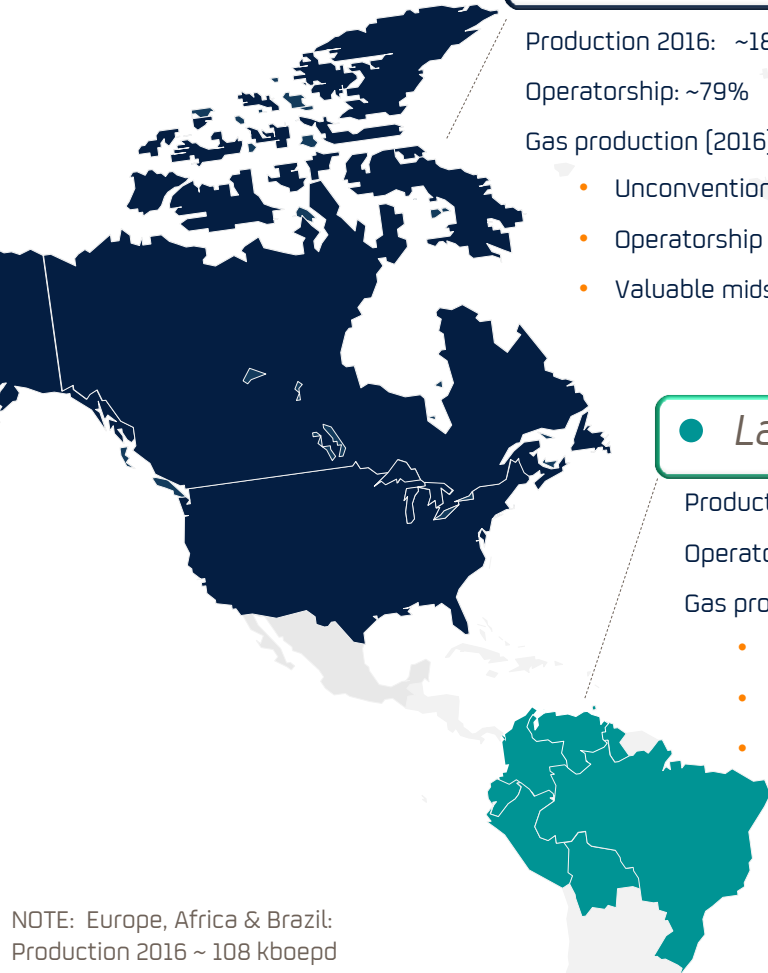 Production 2016: ~18
Operatorship: ~79%
Gas production (2016)
• Unconvention
• Operatorship
• Valuable mids
• La
Product
Operato
Gas pro
•
•
•
NOTE: Europe, Africa & Brazil:
Production 2016 ~ 108 kboepd